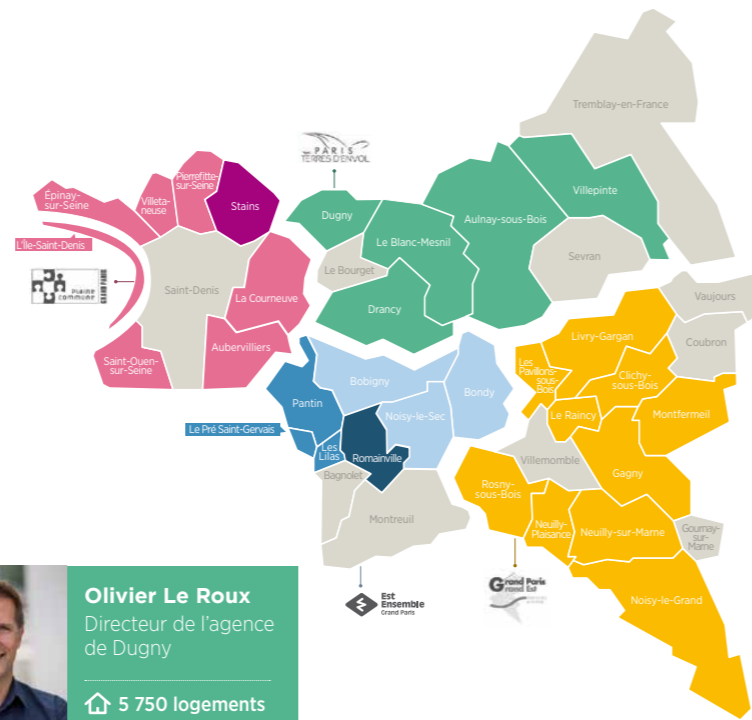 Tremblay-en-France
PARIS
TERRES D'ENVOL
Pierrefitte-
sur-Seine
Épinay-
sur-Seine
Villeta-
neuse
Stains
Villepinte
Dugny
Aulnay-sous-Bois
L'Île-Saint-Denis
Le Blanc-Mesnil
Sevran
Le Bourget
PLAINE
COMMUNE
GRAND PARIS
Saint-Denis
La Courneuve
Drancy
Vaujours
Livry-Gargan
Coubron
Saint-Ouen-
sur-Seine
Aubervilliers
Les
Pavillons-
sous-
Bois
Clichy-
sous-Bois
Bobigny
Bondy
Pantin
Noisy-le-Sec
Le Raincy
Montfermeil
Le Pré Saint-Gervais
Les
Lilas
Romainville
Villemomble
Bagnolet
Gagny
Rosny-
sous-Bois
Montreuil
Neuilly-
Plaisance
Neuilly-sur-Marne
Gournay-
sur-
Marne
Est
Ensemble
Grand Paris
Grand Paris
Grand Est
Noisy-le-Grand
Olivier Le Roux
Directeur de l'agence
de Dugny
5 750 logements